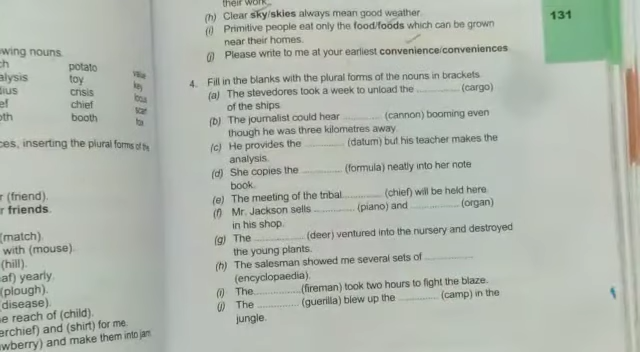 their work.
(h) Clear sky/skies always mean good weather.
(i) Primitive people eat only the food/foods which can be grown
near their homes.
(j) Please write to me at your earliest convenience/conveniences
131
wing nouns.
potato
toy
crisis
chief
booth
key
alysis
ces, inserting the plural forms of the
r (friend).
r friends.
(match).
with (mouse).
(hill).
af) yearly.
(plough).
(disease).
e reach of (child).
erchief) and (shirt) for me.
wberry) and make them into jam
4. Fill in the blanks with the plural forms of the nouns in brackets
(a) The stevedores took a week to unload the ............... (cargo)
of the ships.
(b) The journalist could hear ............... (cannon) booming even
though he was three kilometres away.
(c) He provides the ............... (datum) but his teacher makes the
analysis.
(d) She copies the ............... (formula) neatly into her note
book.
(e) The meeting of the tribal ............... (chief) will be held here.
(f) Mr. Jackson sells ............... (piano) and ............... (organ)
in his shop.
(g) The ............... (deer) ventured into the nursery and destroyed
the young plants.
(h) The salesman showed me several sets of ...............
(encyclopaedia).
(i) The ............... (fireman) took two hours to fight the blaze.
(j) The ............... (guerilla) blew up the ............... (camp) in the
jungle.